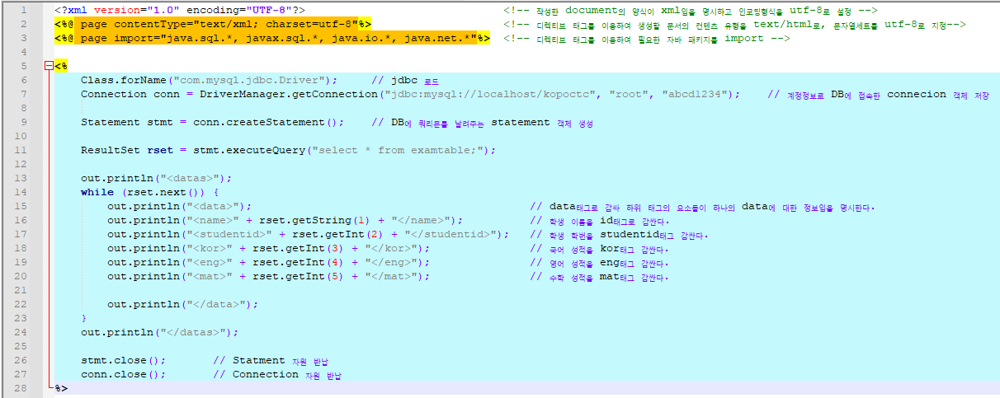 1 <?xml version="1.0" encoding="UTF-8"?> <!-- 작성한 document의 양식이 xml임을 명시하고 인코딩형식을 utf-8로 설정 -->
2 <%@ page contentType="text/xml; charset=utf-8"%> <!-- 디렉티브 태그를 이용하여 생성할 문서의 컨텐츠 유형을 text/html로, 문자열세트를 utf-8로 지정-->
3 <%@ page import="java.sql.*, javax.sql.*, java.io.*, java.net.*"%> <!-- 디렉티브 태그를 이용하여 필요한 자바 패키지를 import -->
4
5 <%
6 Class.forName("com.mysql.jdbc.Driver"); // jdbc 로드
7 Connection conn = DriverManager.getConnection("jdbc:mysql://localhost/kopoctc", "root", "abcd1234"); // 계정정보로 DB에 접속한 connecion 객체 저장
8
9 Statement stmt = conn.createStatement(); // DB에 쿼리문를 날려주는 statement 객체 생성
10
11 ResultSet rset = stmt.executeQuery("select * from examtable;");
12
13 out.println("<datas>");
14 while (rset.next()) {
15 out.println("<data>"); // data태그로 감싸 하위 태그의 요소들이 하나의 data에 대한 정보임을 명시한다.
16 out.println("<name>" + rset.getString(1) + "</name>"); // 학생 이름을 id태그로 감싼다.
17 out.println("<studentid>" + rset.getInt(2) + "</studentid>"); // 학생 학번을 studentid태그 감싼다.
18 out.println("<kor>" + rset.getInt(3) + "</kor>"); // 국어 성적을 kor태그 감싼다.
19 out.println("<eng>" + rset.getInt(4) + "</eng>"); // 영어 성적을 eng태그 감싼다.
20 out.println("<mat>" + rset.getInt(5) + "</mat>"); // 수학 성적을 mat태그 감싼다.
21
22 out.println("</data>");
23 }
24 out.println("</datas>");
25
26 stmt.close(); // Statment 자원 반납
27 conn.close(); // Connection 자원 반납
28 %>